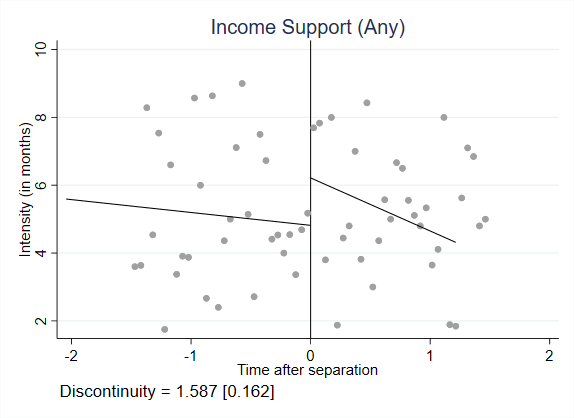 Income Support (Any)
Intensity (in months)
10
8
6
4
2
-2 -1 0 1 2
Time after separation
Discontinuity = 1.587 [0.162]